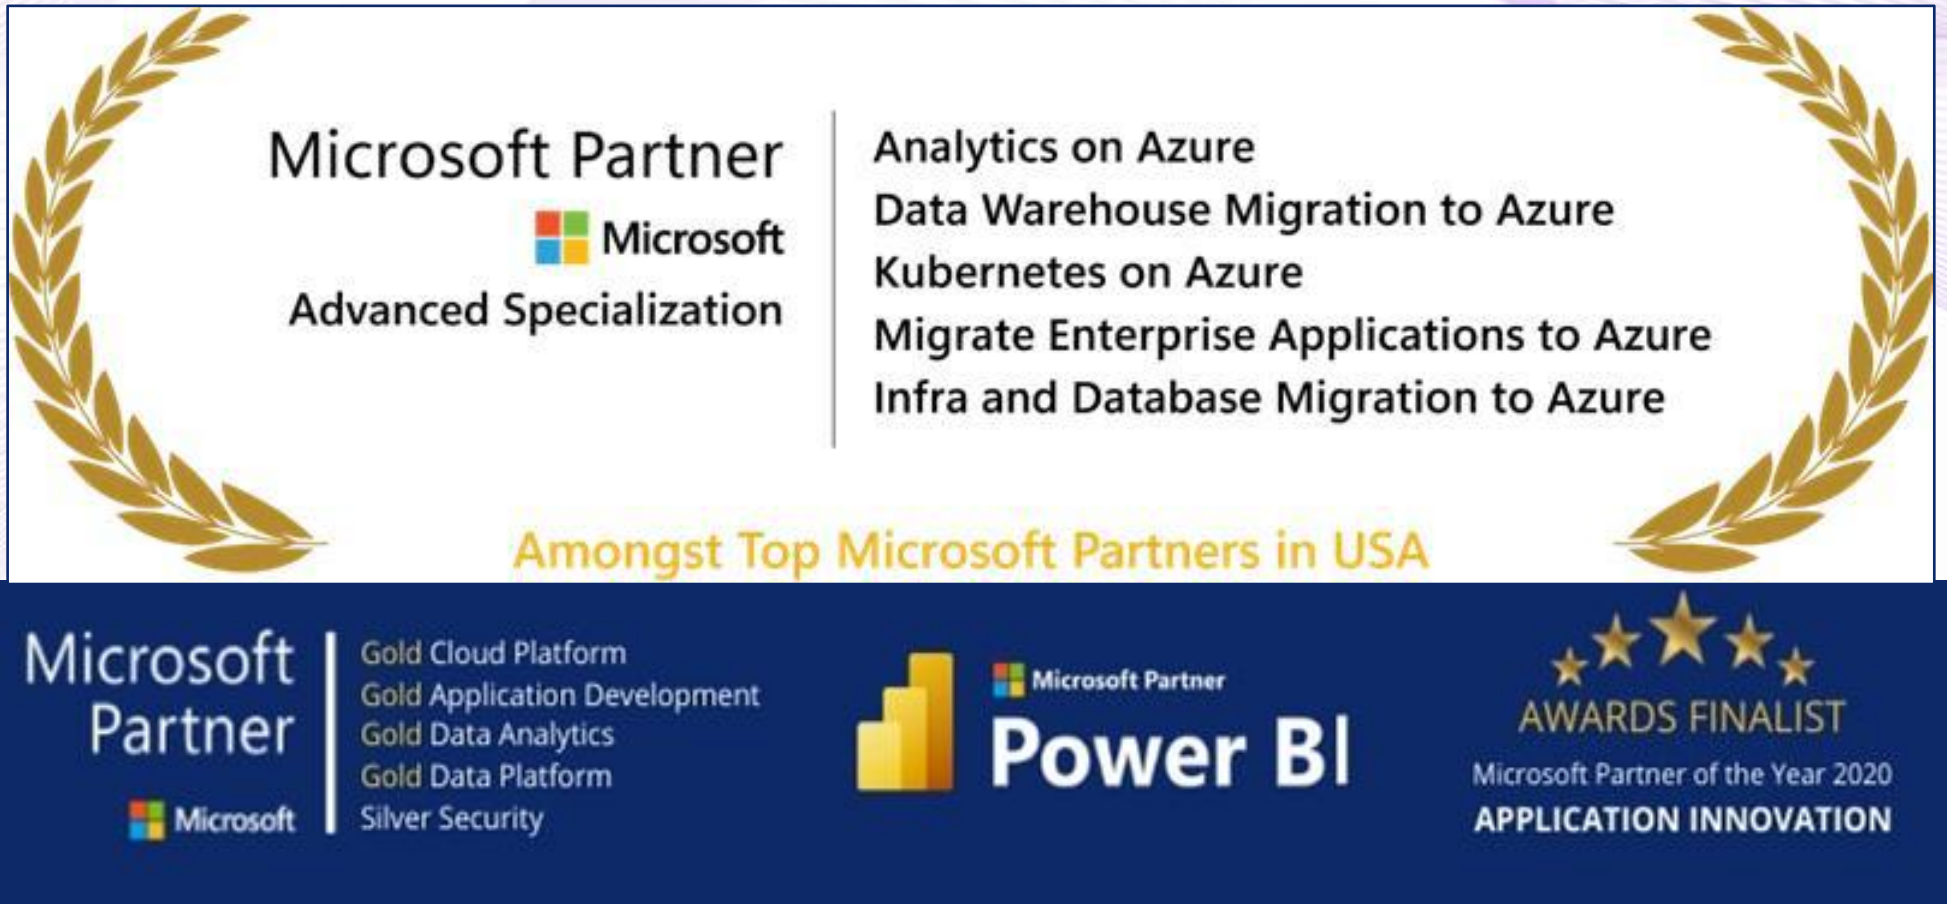 Microsoft Partner
Microsoft
Advanced Specialization
Analytics on Azure
Data Warehouse Migration to Azure
Kubernetes on Azure
Migrate Enterprise Applications to Azure
Infra and Database Migration to Azure
Amongst Top Microsoft Partners in USA
Microsoft
Partner
Microsoft
Gold Cloud Platform
Gold Application Development
Gold Data Analytics
Gold Data Platform
Silver Security
Microsoft Partner
Power BI
AWARDS FINALIST
Microsoft Partner of the Year 2020
APPLICATION INNOVATION